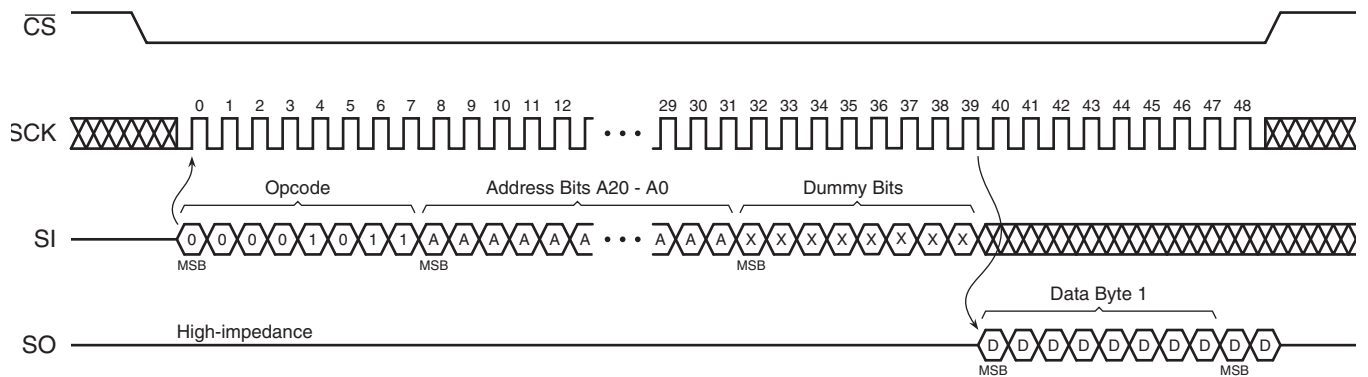 CS
0 1 2 3 4 5 6 7 8 9 10 11 12 29 30 31 32 33 34 35 36 37 38 39 40 41 42 43 44 45 46 47 48
SCK
Opcode Address Bits A20 - A0 Dummy Bits
SI 0 0 0 0 1 0 1 1 A A A A A A A A A X X X X X X X X
MSB MSB MSB
Data Byte 1
High-impedance
SO D D D D D D D D D D
MSB MSB